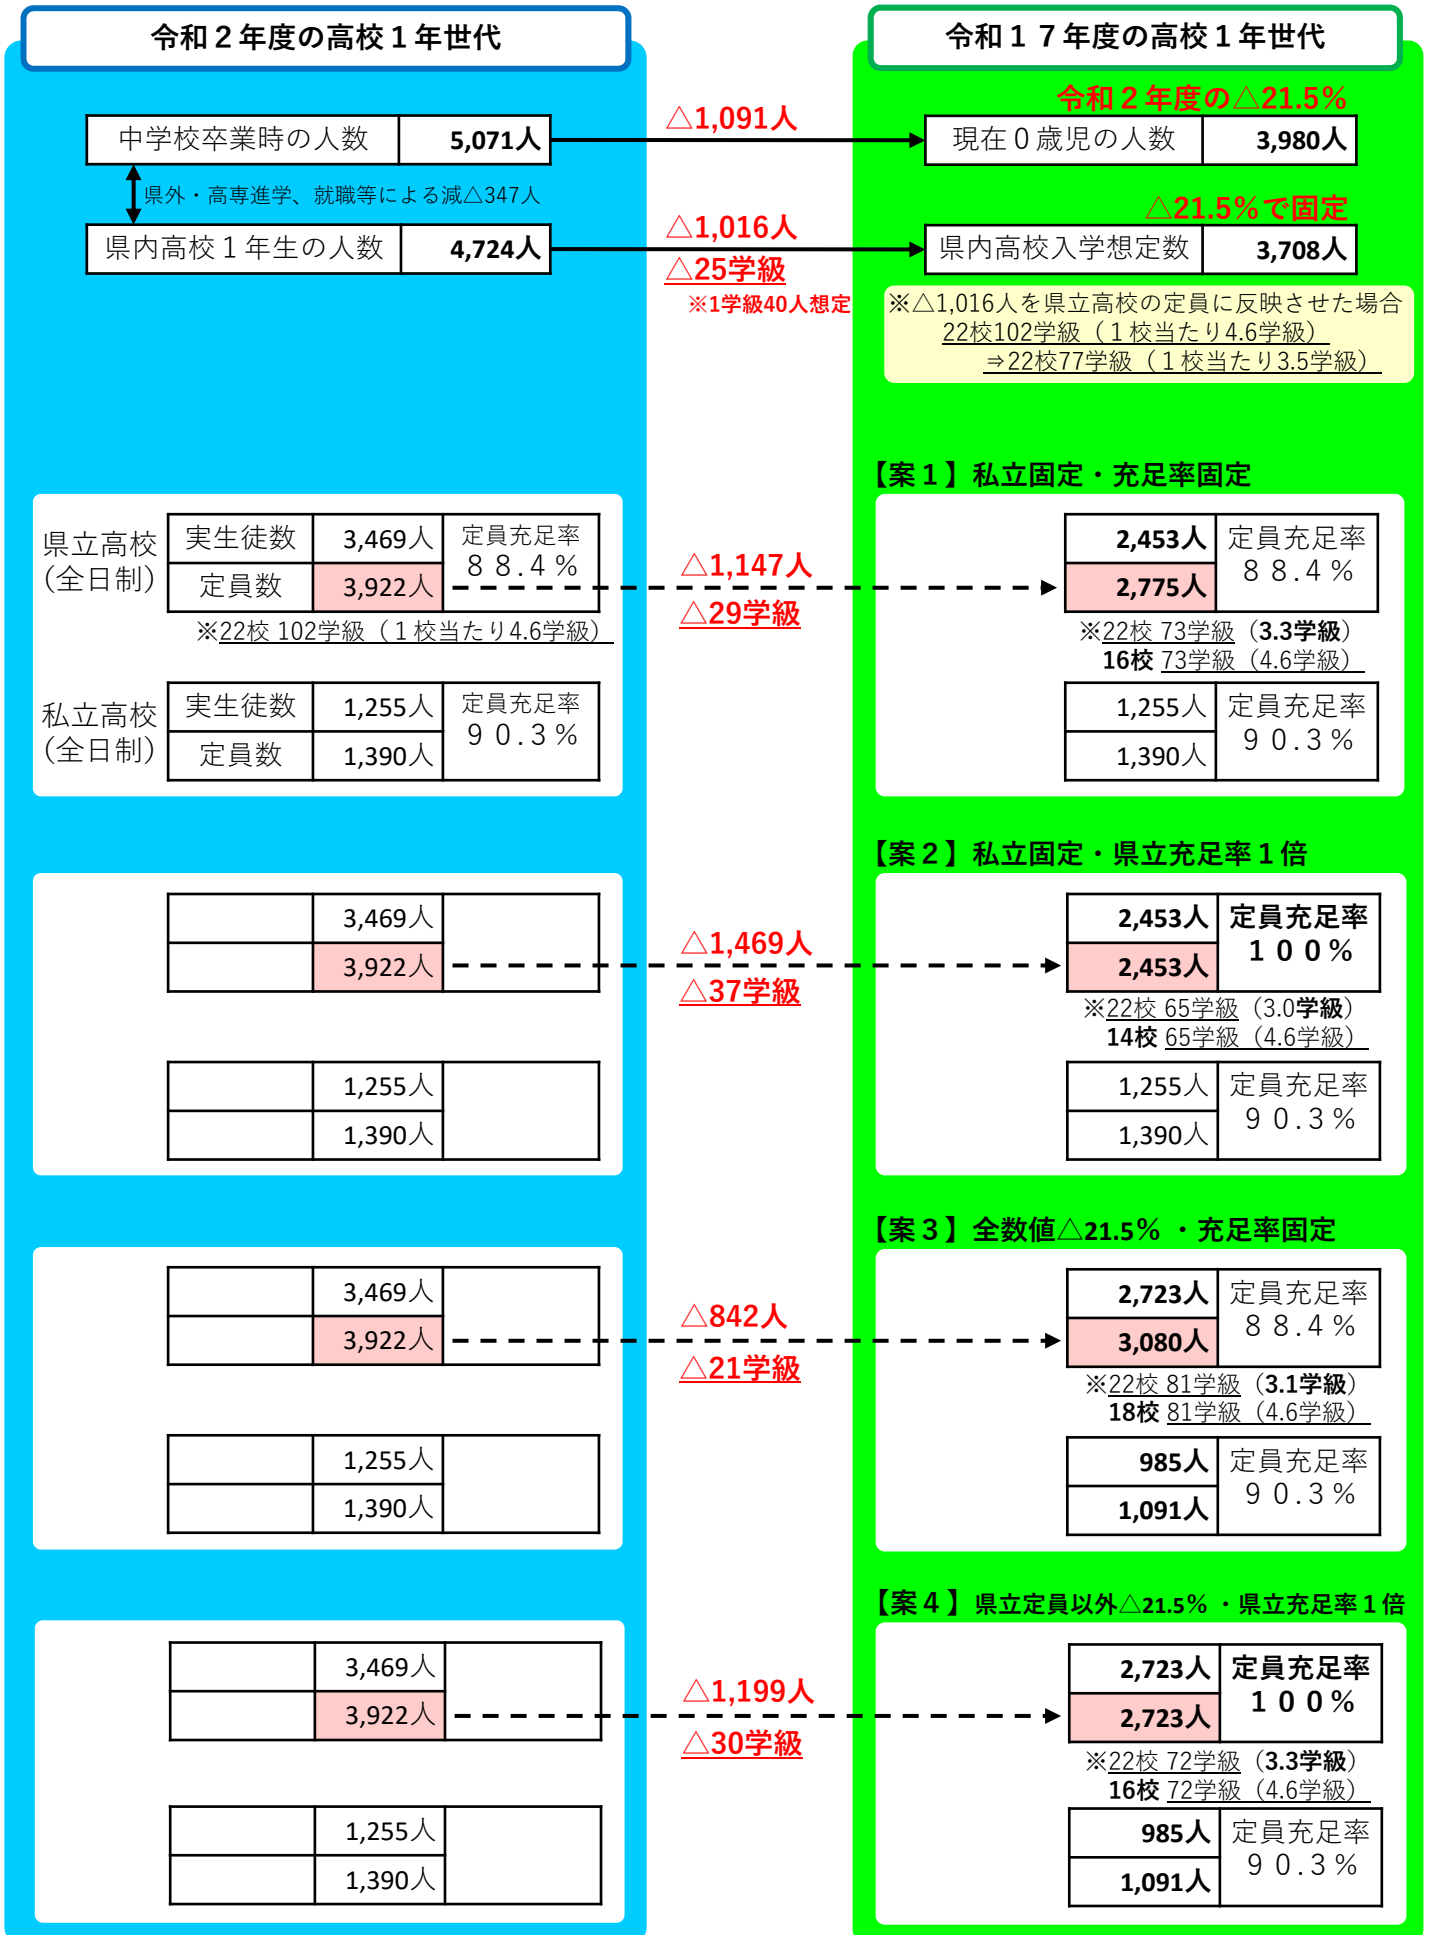 令和２年度の高校１年世代
令和１７年度の高校１年世代
令和２年度の△21.5%
中学校卒業時の人数 5,071人
△1,091人
現在０歳児の人数 3,980人
県外・高専進学、就職等による減△347人
△21.5%で固定
県内高校１年生の人数 4,724人
△1,016人
県内高校入学想定数 3,708人
△25学級
※1学級40人想定
※△1,016人を県立高校の定員に反映させた場合
22校102学級（１校当たり4.6学級）
⇒22校77学級（１校当たり3.5学級）
【案１】私立固定・充足率固定
県立高校
(全日制)
実生徒数 3,469人 定員充足率
８８.４%
定員数 3,922人
※22校 102学級（１校当たり4.6学級）
△1,147人
△29学級
2,453人 定員充足率
８８.４%
2,775人
※22校 73学級（3.3学級）
16校 73学級（4.6学級）
私立高校
(全日制)
実生徒数 1,255人 定員充足率
９０.３%
定員数 1,390人
1,255人 定員充足率
９０.３%
1,390人
【案２】私立固定・県立充足率１倍
3,469人
3,922人
△1,469人
△37学級
2,453人 定員充足率
１００%
2,453人
※22校 65学級（3.0学級）
14校 65学級（4.6学級）
1,255人
1,390人
1,255人 定員充足率
９０.３%
1,390人
【案３】全数値△21.5%・充足率固定
3,469人
3,922人
△842人
△21学級
2,723人 定員充足率
８８.４%
3,080人
※22校 81学級（3.1学級）
18校 81学級（4.6学級）
1,255人
1,390人
985人 定員充足率
９０.３%
1,091人
【案４】県立定員以外△21.5%・県立充足率１倍
3,469人
3,922人
△1,199人
△30学級
2,723人 定員充足率
１００%
2,723人
※22校 72学級（3.3学級）
16校 72学級（4.6学級）
1,255人
1,390人
985人 定員充足率
９０.３%
1,091人